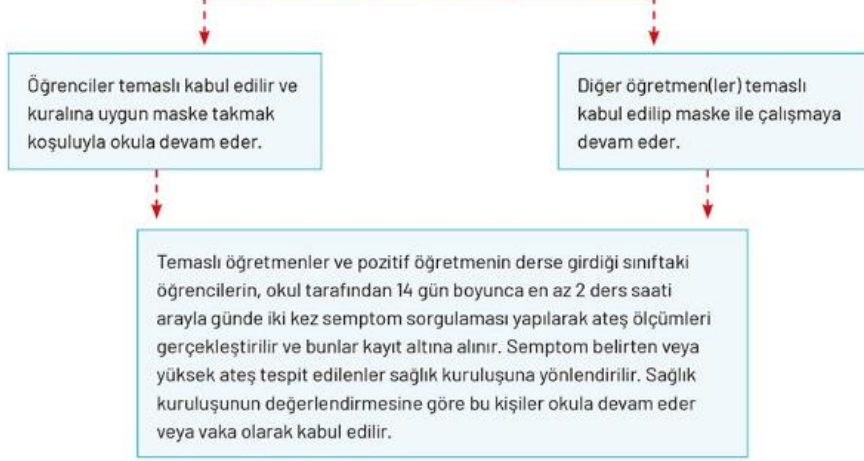 Öğrenciler temaslı kabul edilir ve
kuralına uygun maske takmak
koşuluyla okula devam eder.
Diğer öğretmen(ler) temaslı
kabul edilip maske ile çalışmaya
devam eder.
Temaslı öğretmenler ve pozitif öğretmenin derse girdiği sınıftaki
öğrencilerin, okul tarafından 14 gün boyunca en az 2 ders saati
arayla günde iki kez semptom sorgulaması yapılarak ateş ölçümleri
gerçekleştirilir ve bunlar kayıt altına alınır. Semptom belirten veya
yüksek ateş tespit edilenler sağlık kuruluşuna yönlendirilir. Sağlık
kuruluşunun değerlendirmesine göre bu kişiler okula devam eder
veya vaka olarak kabul edilir.